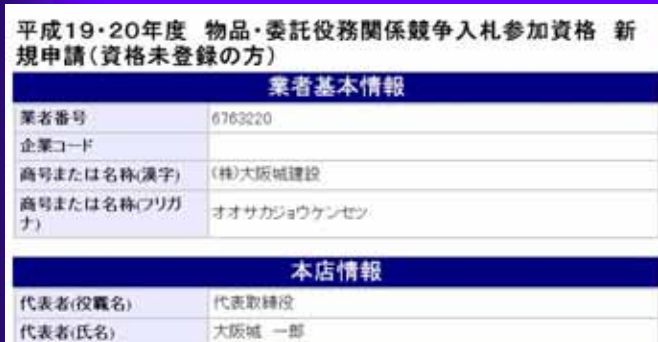 平成19・20年度 物品・委託役務関係競争入札参加資格 新
規申請(資格未登録の方)
業者基本情報
業者番号 6763220
企業コード
商号または名称(漢字) (株)大阪城建設
商号または名称(フリガ
ナ) オオサカジョウケンセツ
本店情報
代表者(役職名) 代表取締役
代表者(氏名) 大阪城 一郎